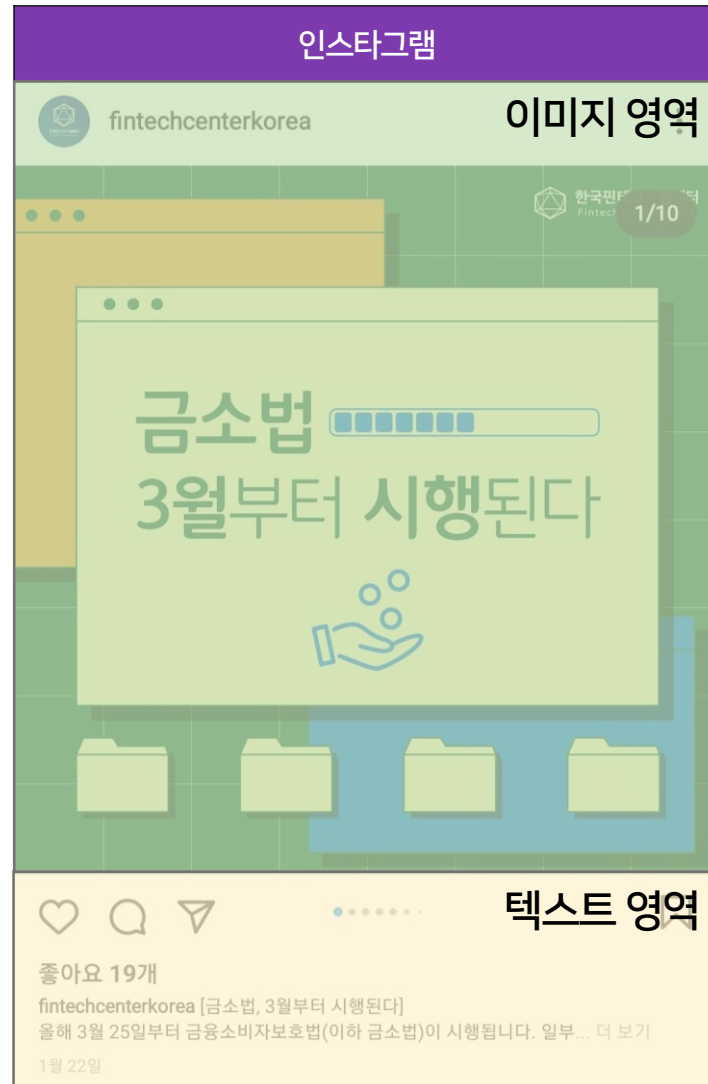 인스타그램
fintechcenterkorea
이미지 영역
한국핀
Fintech
1/10
금소법
3월부터 시행된다
텍스트 영역
좋아요 19개
fintechcenterkorea [금소법, 3월부터 시행된다]
올해 3월 25일부터 금융소비자보호법(이하 금소법)이 시행됩니다. 일부... 더 보기
1월 22일